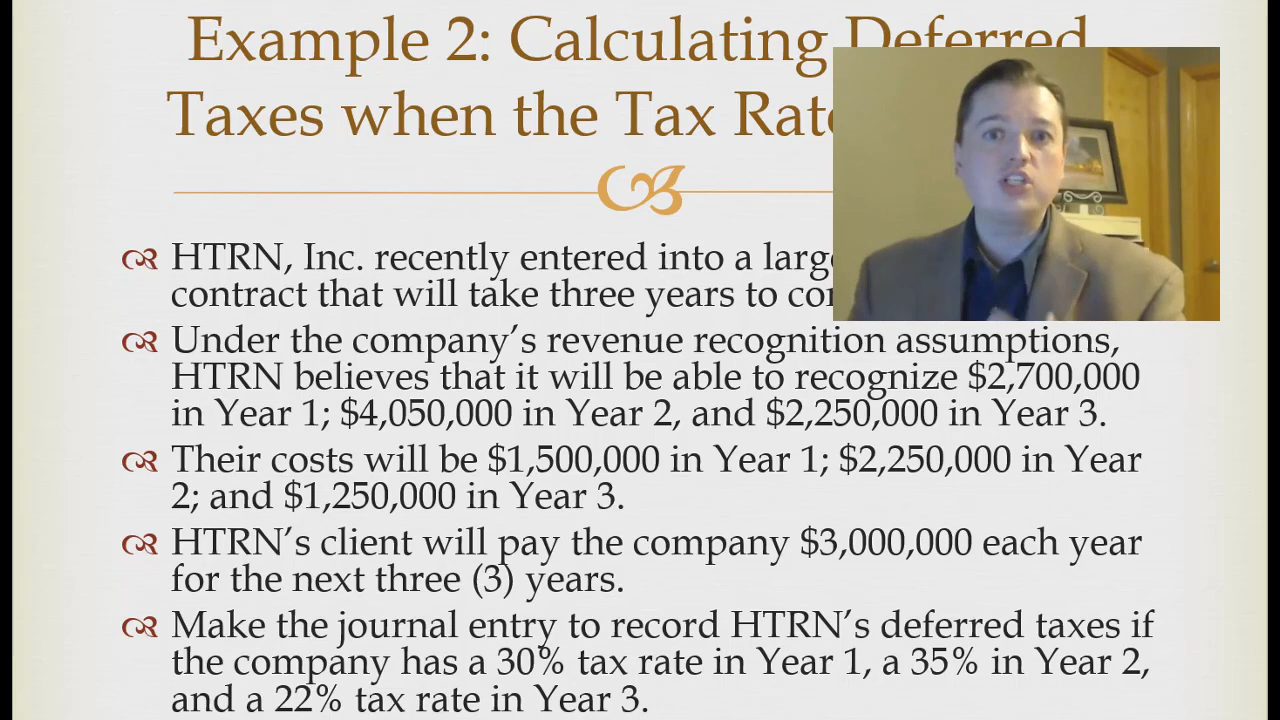 Example 2: Calculating Deferred
Taxes when the Tax
HTRN, Inc. recently entered into a
contract that will take three years to
Under the company’s revenue recognition assumptions,
HTRN believes that it will be able to recognize $2,700,000
in Year 1; $4,050,000 in Year 2, and $2,250,000 in Year 3.
Their costs will be $1,500,000 in Year 1; $2,250,000 in Year
2; and $1,250,000 in Year 3.
HTRN’s client will pay the company $3,000,000 each year
for the next three (3) years.
Make the journal entry to record HTRN’s deferred taxes if
the company has a 30% tax rate in Year 1, a 35% in Year 2,
and a 22% tax rate in Year 3.